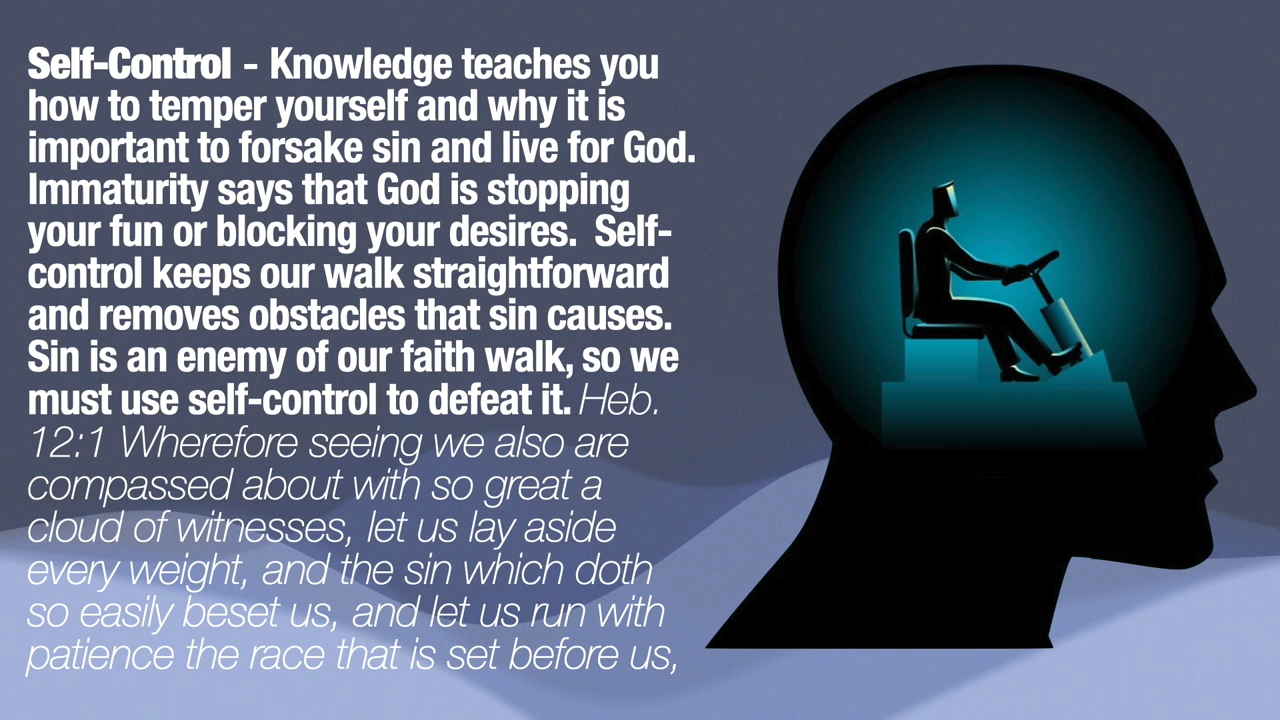 Self-Control - Knowledge teaches you
how to temper yourself and why it is
important to forsake sin and live for God.
Immaturity says that God is stopping
your fun or blocking your desires.  Self-
control keeps our walk straightforward
and removes obstacles that sin causes.
Sin is an enemy of our faith walk, so we
must use self-control to defeat it. Heb.
12:1 Wherefore seeing we also are
compassed about with so great a
cloud of witnesses, let us lay aside
every weight, and the sin which doth
so easily beset us, and let us run with
patience the race that is set before us,